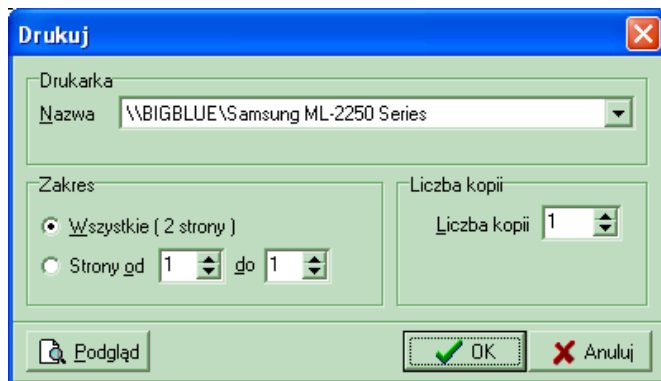 Drukuj
Drukarka
Nazwa \\BIGBLUE\Samsung ML-2250 Series
Zakres
Wszystkie ( 2 strony )
Strony od 1 do 1
Liczba kopii
Liczba kopii 1
Podgląd OK Anuluj